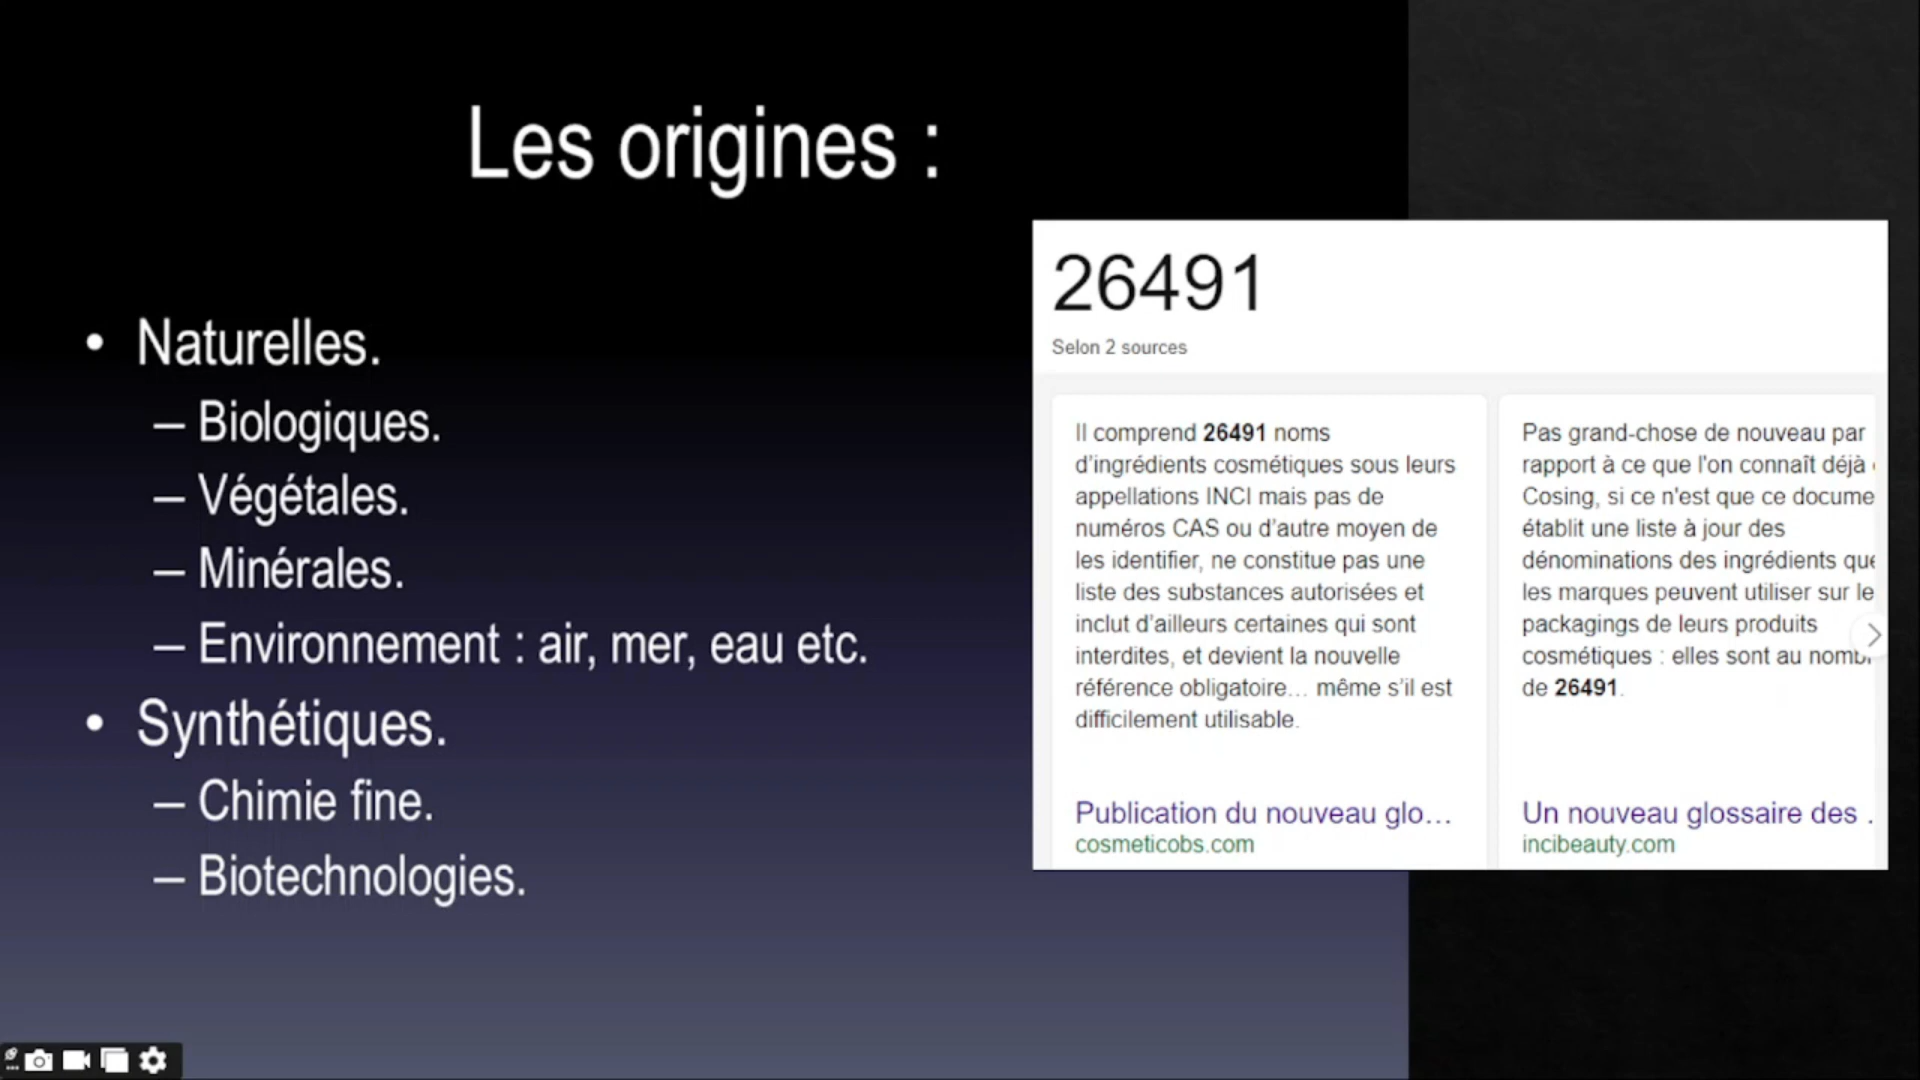 Les origines :
• Naturelles.
– Biologiques.
– Végétales.
– Minérales.
– Environnement : air, mer, eau etc.
• Synthétiques.
– Chimie fine.
– Biotechnologies.
26491
Selon 2 sources
Il comprend 26491 noms
d'ingrédients cosmétiques sous leurs
appellations INCI mais pas de
numéros CAS ou d'autre moyen de
les identifier, ne constitue pas une
liste des substances autorisées et
inclut d'ailleurs certaines qui sont
interdites, et devient la nouvelle
référence obligatoire... même s'il est
difficilement utilisable.
Publication du nouveau glo...
cosmeticobs.com
Pas grand-chose de nouveau par
rapport à ce que l'on connaît déjà
Cosing, si ce n'est que ce docume
établit une liste à jour des
dénominations des ingrédients que
les marques peuvent utiliser sur le
packagings de leurs produits
cosmétiques : elles sont au nomb
de 26491.
Un nouveau glossaire des .
incibeauty.com